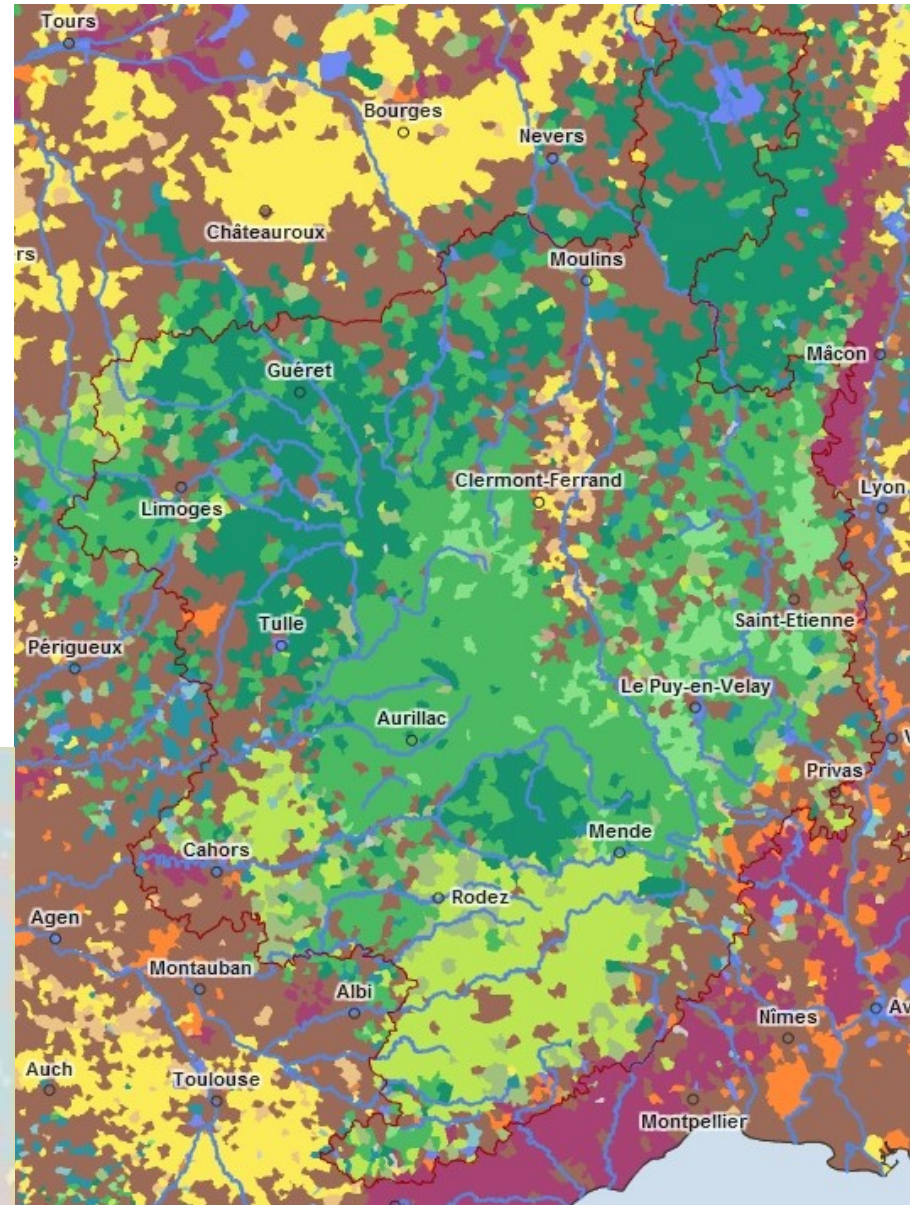 Tours
Bourges
Nevers
Châteauroux
ers
Moulins
Mâcon
Guéret
Clermont-Ferrand
Lyon
Limoges
Tulle
Saint-Etienne
Périgueux
Le Puy-en-Velay
Aurillac
V
Privas
Mende
Cahors
Rodez
Agen
Montauban
Albi
Nîmes
Av
Auch
Toulouse
Montpellier